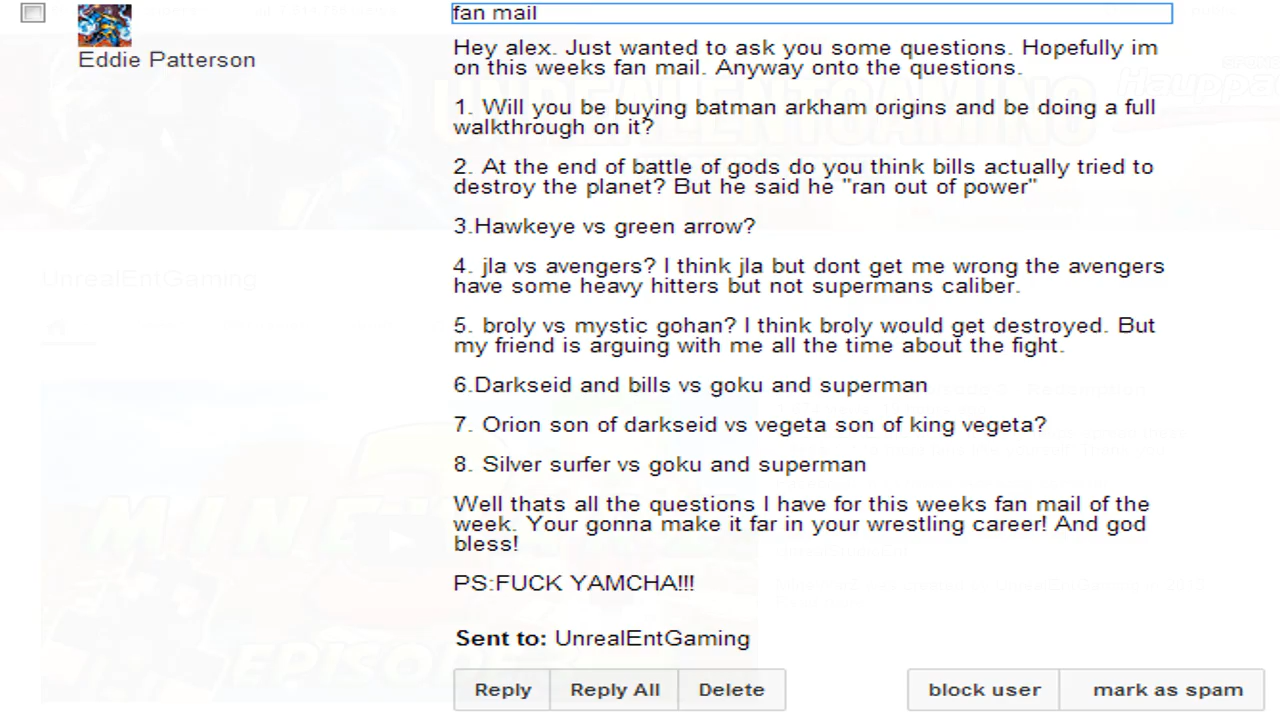 fan mail
Eddie Patterson
Hey alex. Just wanted to ask you some questions. Hopefully im
on this weeks fan mail. Anyway onto the questions.
1. Will you be buying batman arkham origins and be doing a full
walkthrough on it?
2. At the end of battle of gods do you think bills actually tried to
destroy the planet? But he said he "ran out of power"
3.Hawkeye vs green arrow?
4. jla vs avengers? I think jla but dont get me wrong the avengers
have some heavy hitters but not supermans caliber.
5. broly vs mystic gohan? I think broly would get destroyed. But
my friend is arguing with me all the time about the fight.
6.Darkseid and bills vs goku and superman
7. Orion son of darkseid vs vegeta son of king vegeta?
8. Silver surfer vs goku and superman
Well thats all the questions I have for this weeks fan mail of the
week. Your gonna make it far in your wrestling career! And god
bless!
PS:FUCK YAMCHA!!!
Sent to: UnrealEntGaming
Reply Reply All Delete block user mark as spam
UNREALENTGAMING
Hauppa
UnrealEntGaming
MINE
EPISODE